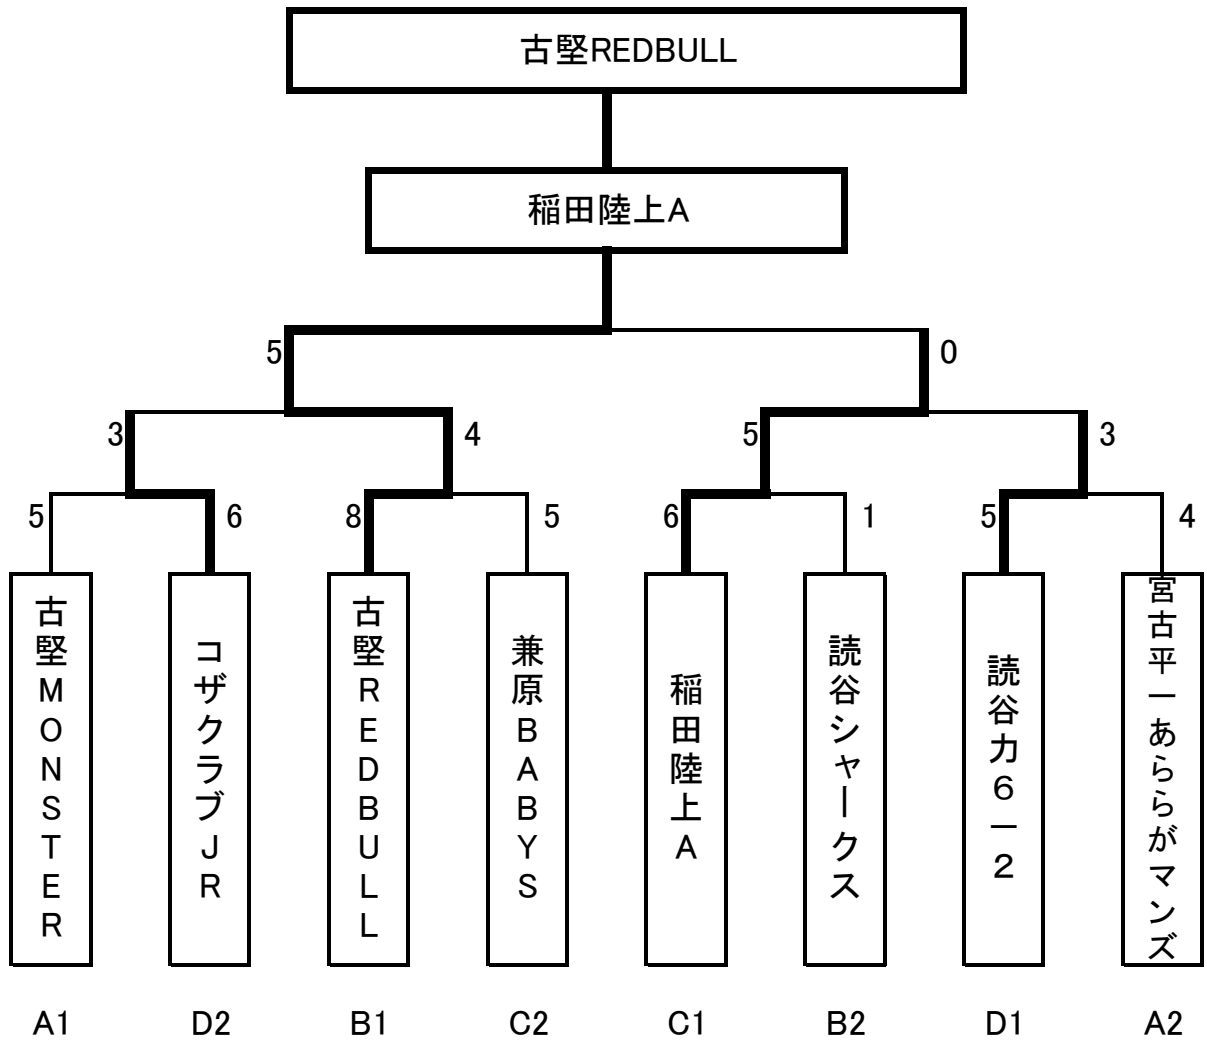 古堅REDBULL
稲田陸上A
5
0
3
4
5
3
5
6
8
5
6
1
5
4
古堅MONSTER
コザクラブJR
古堅REDBULL
兼原BABYS
稲田陸上A
読谷シャークス
読谷力6－2
宮古平一あららがマンズ
A1
D2
B1
C2
C1
B2
D1
A2